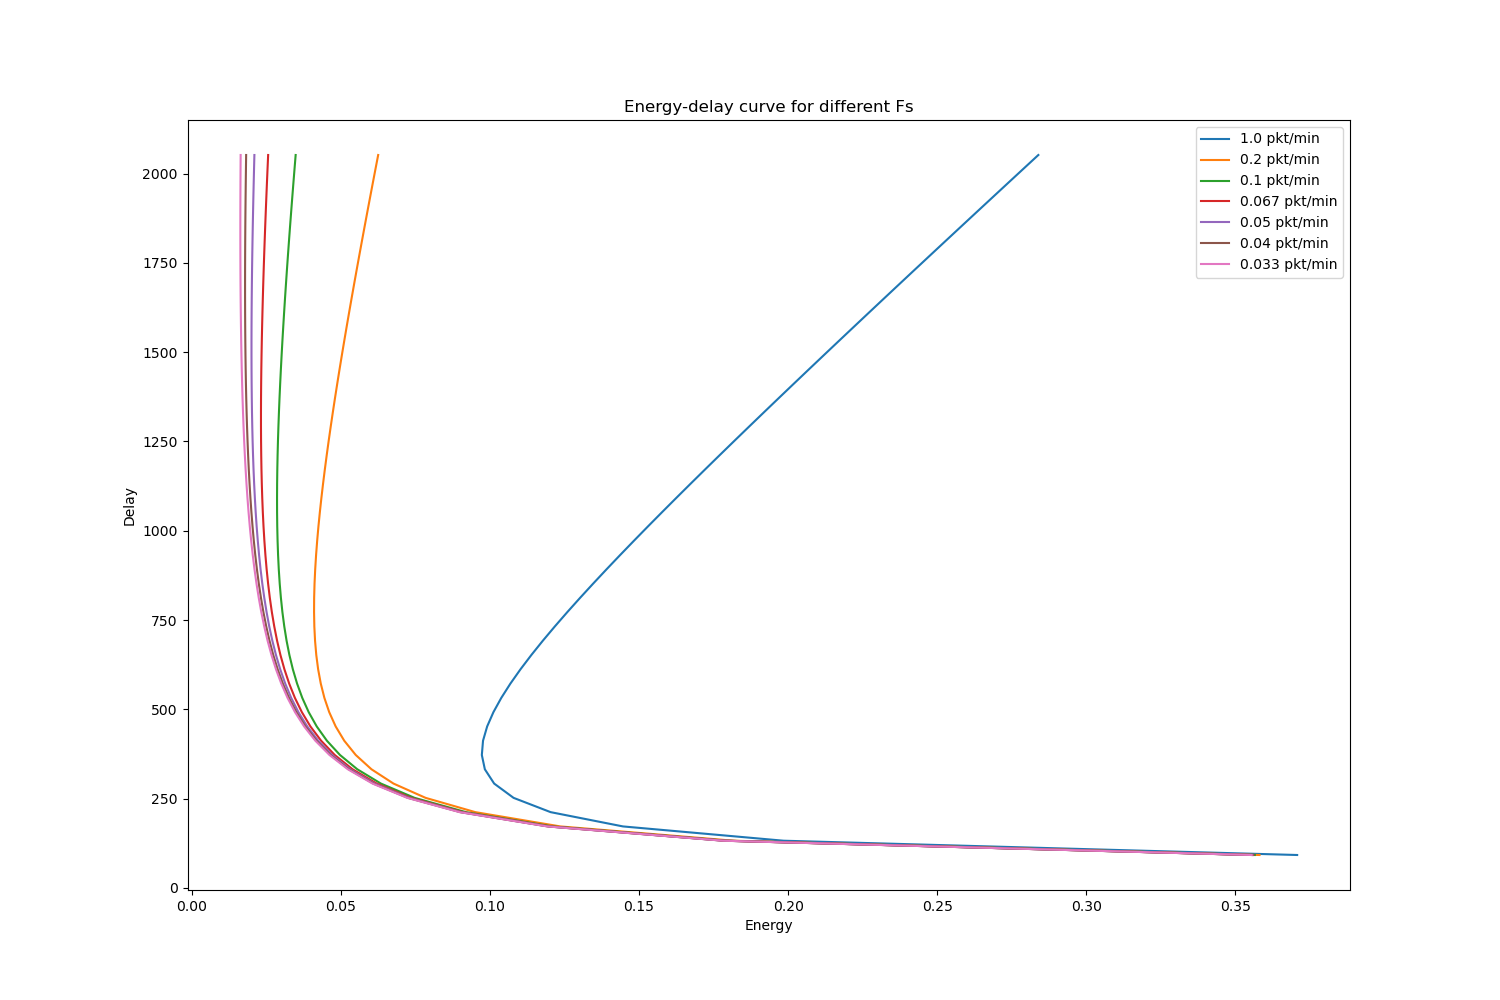 Energy-delay curve for different Fs
1.0 pkt/min
0.2 pkt/min
0.1 pkt/min
0.067 pkt/min
0.05 pkt/min
0.04 pkt/min
0.033 pkt/min
Delay
2000
1750
1500
1250
1000
750
500
250
0
0.00 0.05 0.10 0.15 0.20 0.25 0.30 0.35
Energy